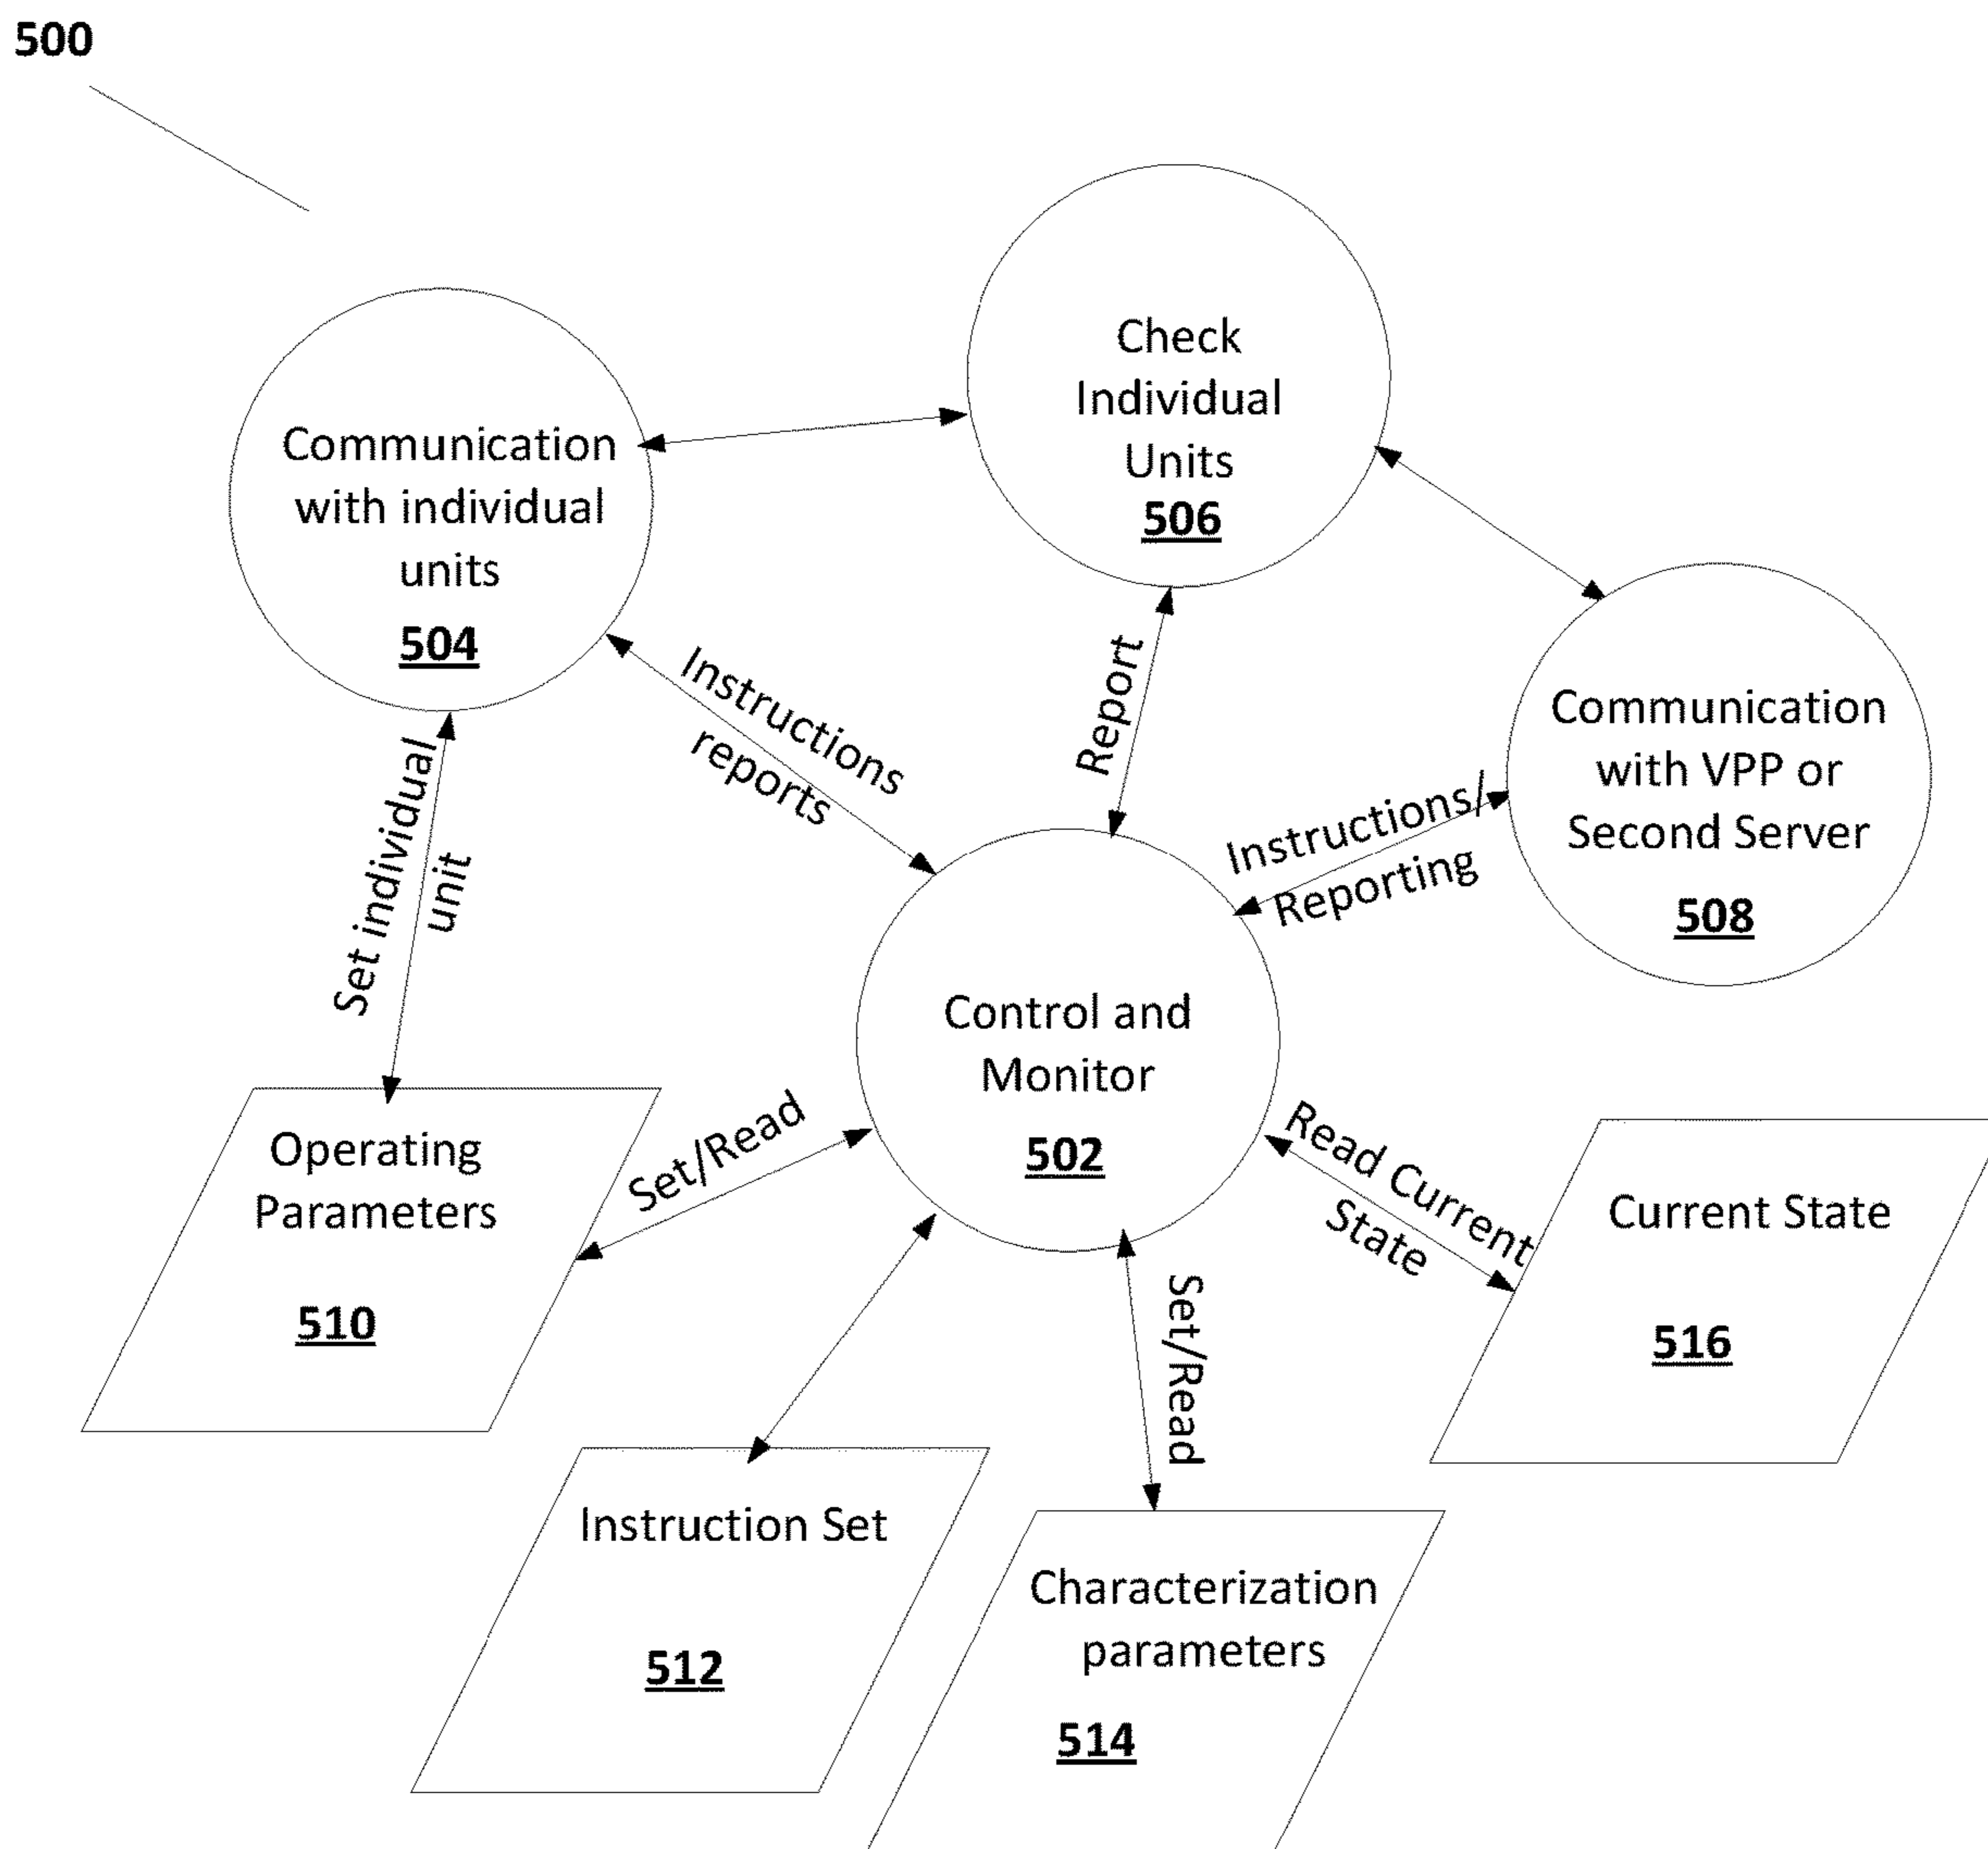 500
Check
Individual
Units
506
Communication
with individual
units
504
Instructions
reports
Report
Communication
with VPP or
Second Server
508
Instructions/
Reporting
Set individual
unit
Control and
Monitor
502
Operating
Parameters
510
Set/Read
Read Current
State
Current State
516
Set/Read
Instruction Set
512
Characterization
parameters
514